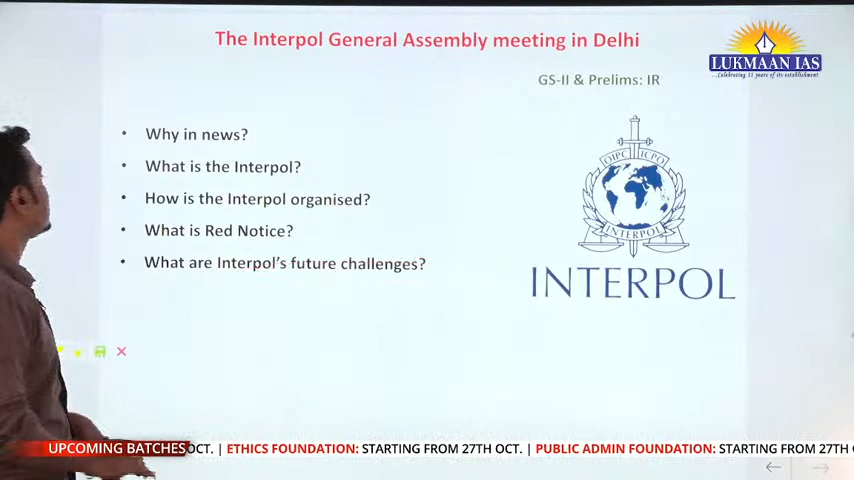 The Interpol General Assembly meeting in Delhi
LUKMAAN IAS
...Celebrating 11 years of its establishment
GS-II & Prelims: IR
• Why in news?
• What is the Interpol?
• How is the Interpol organised?
• What is Red Notice?
• What are Interpol's future challenges?
OIPC ICPO
INTERPOL
INTERPOL
UPCOMING BATCHES OCT. | ETHICS FOUNDATION: STARTING FROM 27TH OCT. | PUBLIC ADMIN FOUNDATION: STARTING FROM 27TH O